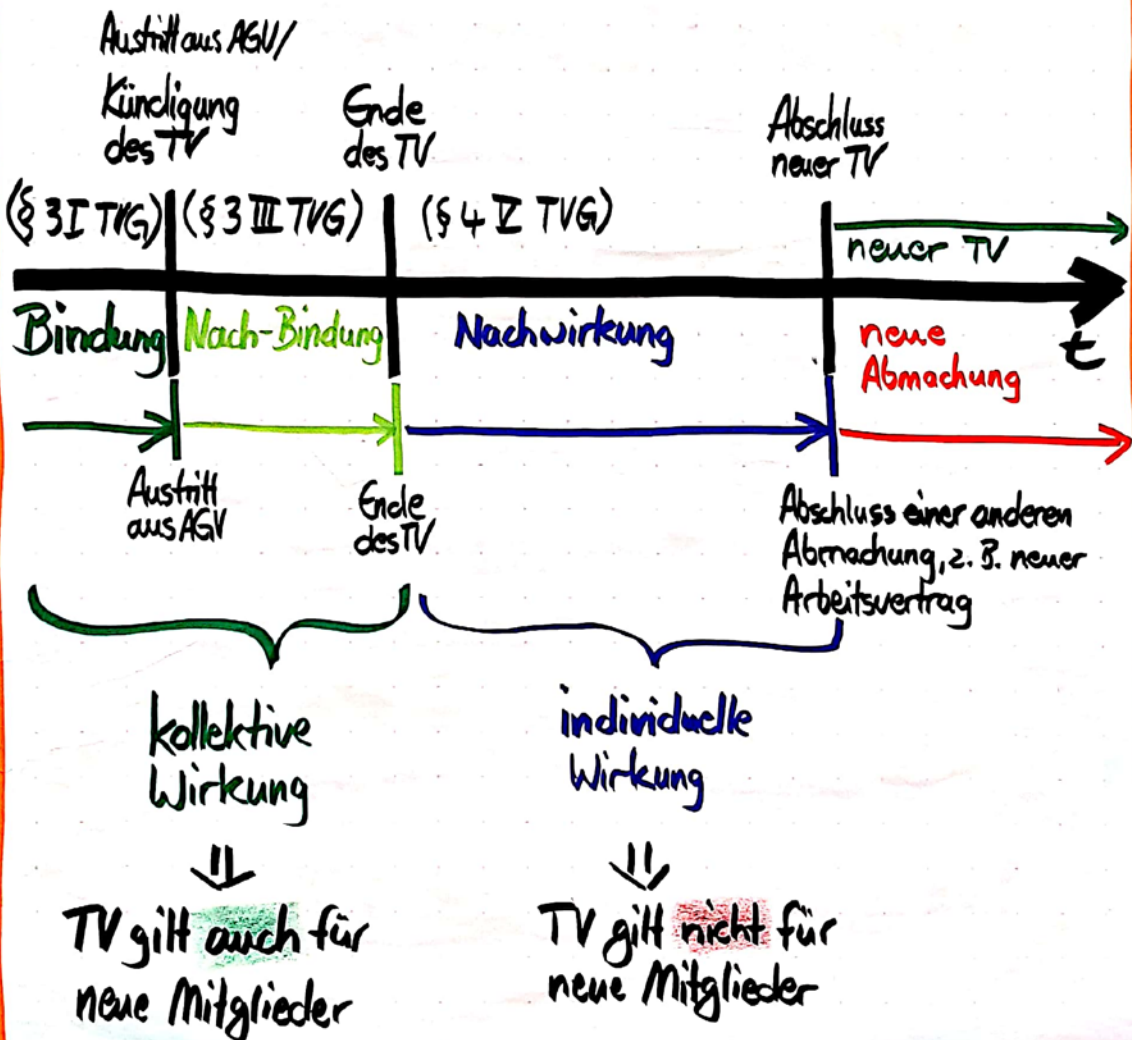 Austritt aus AGV/
Kündigung
des TV
Ende
des TV
Abschluss
neuer TV
(§ 3 I TVG) (§ 3 III TVG) (§ 4 V TVG)
neuer TV
Bindung Nach-Bindung Nachwirkung
neue
Abmachung
t
Austritt
aus AGV
Ende
des TV
Abschluss einer anderen
Abmachung, z. B. neuer
Arbeitsvertrag
kollektive
Wirkung
individuelle
Wirkung
TV gilt auch für
neue Mitglieder
TV gilt nicht für
neue Mitglieder